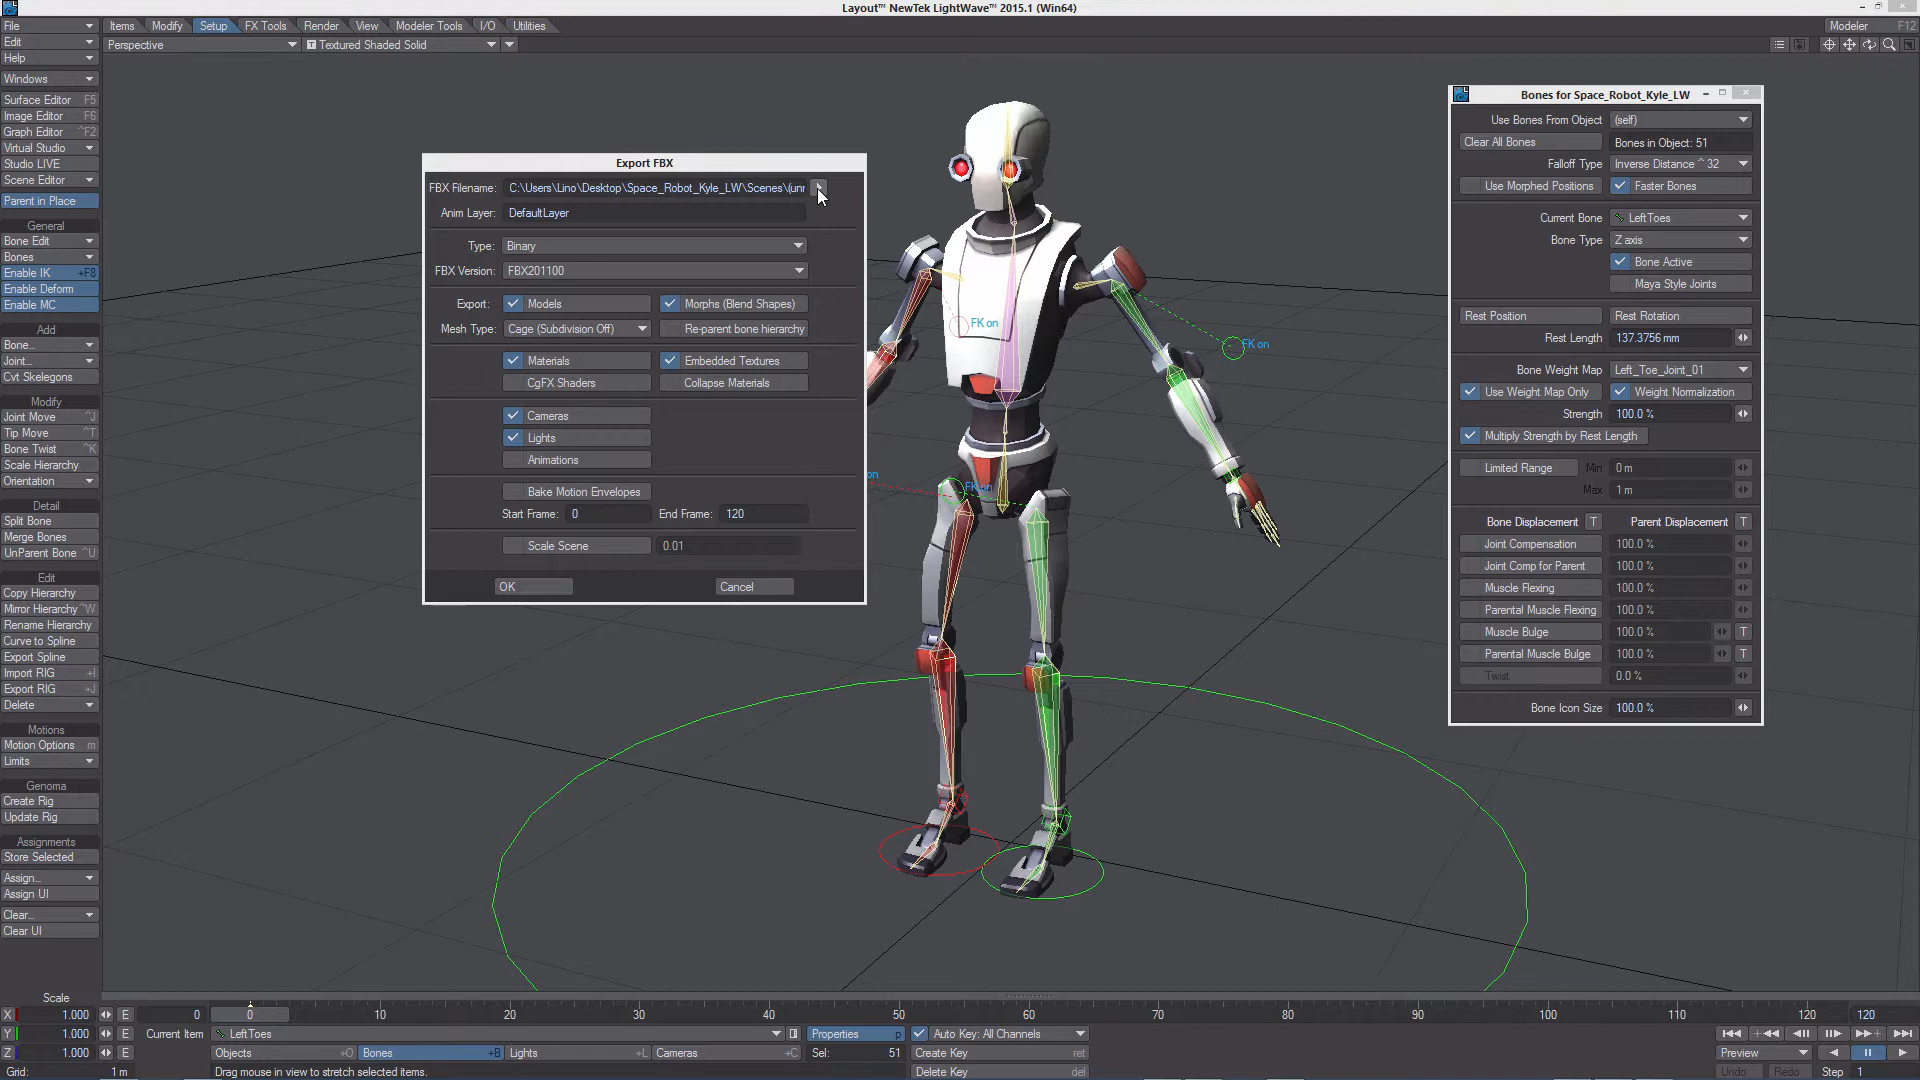 Layout™ NewTek LightWave™ 2015.1 (Win64)
File
Items
Modify
Setup
FX Tools
Render
View
Modeler Tools
I/O
Utilities
Modeler F12
Edit
Perspective
T Textured Shaded Solid
Help
Windows
Surface Editor F5
Image Editor F6
Graph Editor ^F2
Virtual Studio
Studio LIVE
Scene Editor
Parent in Place
General
Bone Edit
Bones
Enable IK +F8
Enable Deform
Enable MC
Add
Bone...
Joint...
Cvt Skelegons
Modify
Joint Move ^J
Tip Move ^T
Bone Twist ^K
Scale Hierarchy
Orientation
Detail
Split Bone
Merge Bones
UnParent Bone ^U
Edit
Copy Hierarchy
Mirror Hierarchy ^W
Rename Hierarchy
Curve to Spline
Export Spline
Import RIG +I
Export RIG +J
Delete
Motions
Motion Options m
Limits
Genoma
Create Rig
Update Rig
Assignments
Store Selected
Assign...
Assign UI
Clear...
Clear UI
Export FBX
FBX Filename: C:\Users\Lino\Desktop\Space_Robot_Kyle_LW\Scenes\(unr
Anim Layer: DefaultLayer
Type: Binary
FBX Version: FBX201100
Export: Models Morphs (Blend Shapes)
Mesh Type: Cage (Subdivision Off) Re-parent bone hierarchy
Materials Embedded Textures
CgFX Shaders Collapse Materials
Cameras
Lights
Animations
Bake Motion Envelopes
Start Frame: 0 End Frame: 120
Scale Scene 0.01
OK Cancel
FK on
FK on
on
FK on
Bones for Space_Robot_Kyle_LW
Use Bones From Object (self)
Clear All Bones Bones in Object: 51
Falloff Type Inverse Distance ^ 32
Use Morphed Positions Faster Bones
Current Bone LeftToes
Bone Type Z axis
Bone Active
Maya Style Joints
Rest Position Rest Rotation
Rest Length 137.3756 mm
Bone Weight Map Left_Toe_Joint_01
Use Weight Map Only Weight Normalization
Strength 100.0 %
Multiply Strength by Rest Length
Limited Range Min 0 m
Max 1 m
Bone Displacement T Parent Displacement T
Joint Compensation 100.0 %
Joint Comp for Parent 100.0 %
Muscle Flexing 100.0 %
Parental Muscle Flexing 100.0 %
Muscle Bulge 100.0 % T
Parental Muscle Bulge 100.0 % T
Twist 0.0 %
Bone Icon Size 100.0 %
Scale
X 1.000 E 0 0 10 20 30 40 50 60 70 80 90 100 110 120 120
Y 1.000 E Current Item LeftToes Properties p Auto Key: All Channels
Z 1.000 E Objects +O Bones +B Lights +L Cameras +C Sel: 51 Create Key ret Preview
Grid: 1 m Drag mouse in view to stretch selected items. Delete Key del Undo Redo Step 1